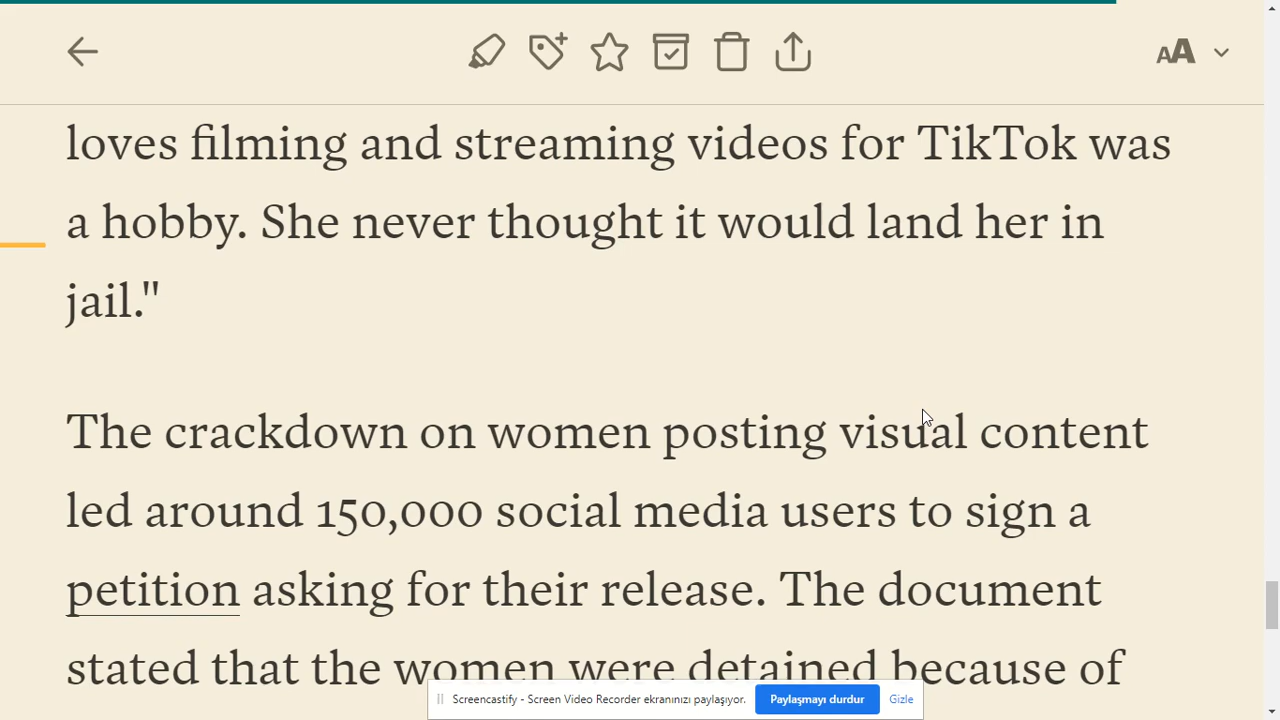 AA
loves filming and streaming videos for TikTok was
a hobby. She never thought it would land her in
jail."
The crackdown on women posting visual content
led around 150,000 social media users to sign a
petition asking for their release. The document
stated that the women were detained because of
Screencastify - Screen Video Recorder ekranınızı paylaşıyor. Paylaşmayı durdur Gizle